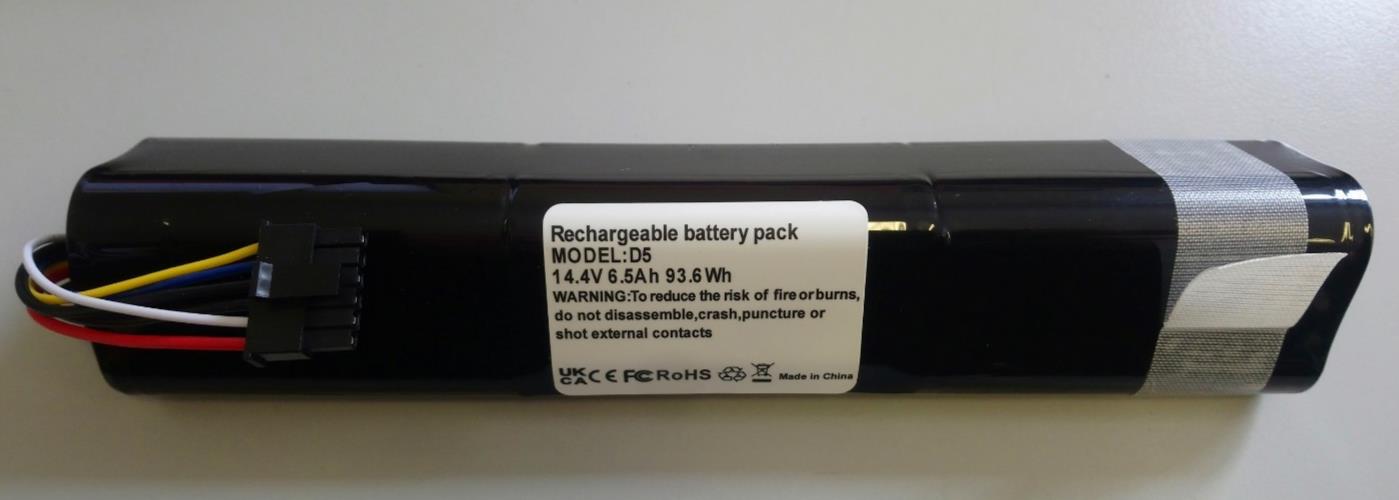 Rechargeable battery pack
MODEL:D5
14.4V 6.5Ah 93.6Wh
WARNING:To reduce the risk of fire or burns,
do not disassemble,crash,puncture or
shot external contacts
UK CA CE FC RoHS Made in China